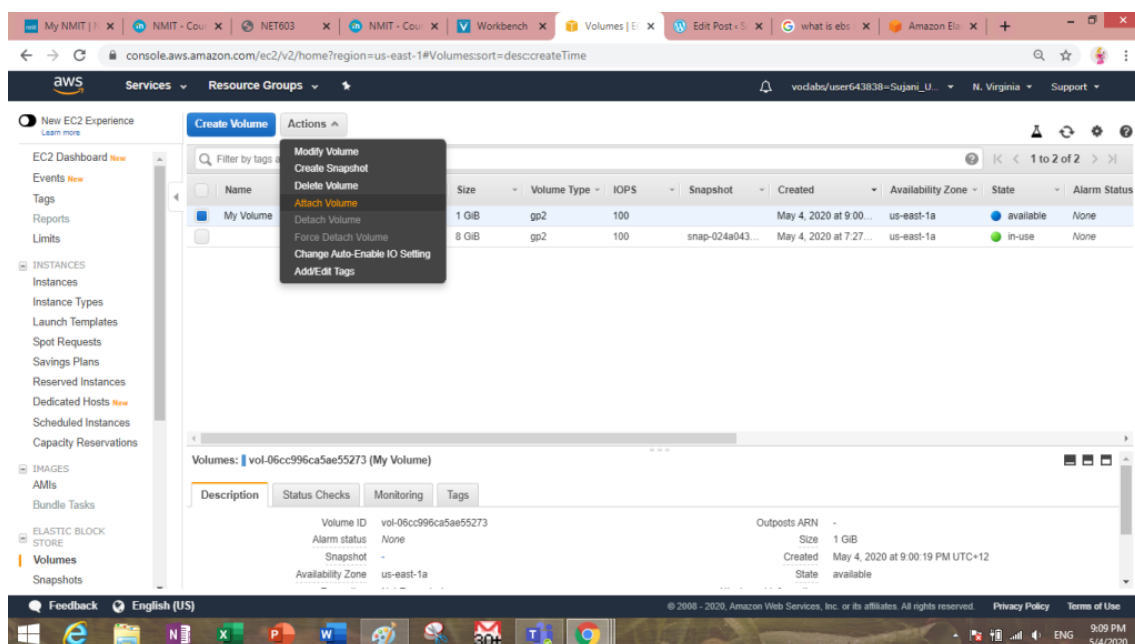 My NMIT | N
NMIT - Cour
NET603
NMIT - Cour
Workbench
Volumes | E
Edit Post ‹ S
what is ebs
Amazon Ela
console.aws.amazon.com/ec2/v2/home?region=us-east-1#Volumes:sort=desc:createTime
aws Services Resource Groups
voclabs/user643838=Sujani_U... N. Virginia Support
New EC2 Experience
Learn more
EC2 Dashboard New
Events New
Tags
Reports
Limits
INSTANCES
Instances
Instance Types
Launch Templates
Spot Requests
Savings Plans
Reserved Instances
Dedicated Hosts New
Scheduled Instances
Capacity Reservations
IMAGES
AMIs
Bundle Tasks
ELASTIC BLOCK
STORE
Volumes
Snapshots
Create Volume Actions
Filter by tags a
1 to 2 of 2
Modify Volume
Create Snapshot
Delete Volume
Attach Volume
Detach Volume
Force Detach Volume
Change Auto-Enable IO Setting
Add/Edit Tags
Name Size Volume Type IOPS Snapshot Created Availability Zone State Alarm Status
My Volume 1 GiB gp2 100 May 4, 2020 at 9:00... us-east-1a available None
8 GiB gp2 100 snap-024a043... May 4, 2020 at 7:27... us-east-1a in-use None
Volumes: vol-06cc996ca5ae55273 (My Volume)
Description Status Checks Monitoring Tags
Volume ID vol-06cc996ca5ae55273 Outposts ARN -
Alarm status None Size 1 GiB
Snapshot - Created May 4, 2020 at 9:00:19 PM UTC+12
Availability Zone us-east-1a State available
Feedback English (US) © 2008 - 2020, Amazon Web Services, Inc. or its affiliates. All rights reserved. Privacy Policy Terms of Use
30+
ENG
9:09 PM
5/4/2020